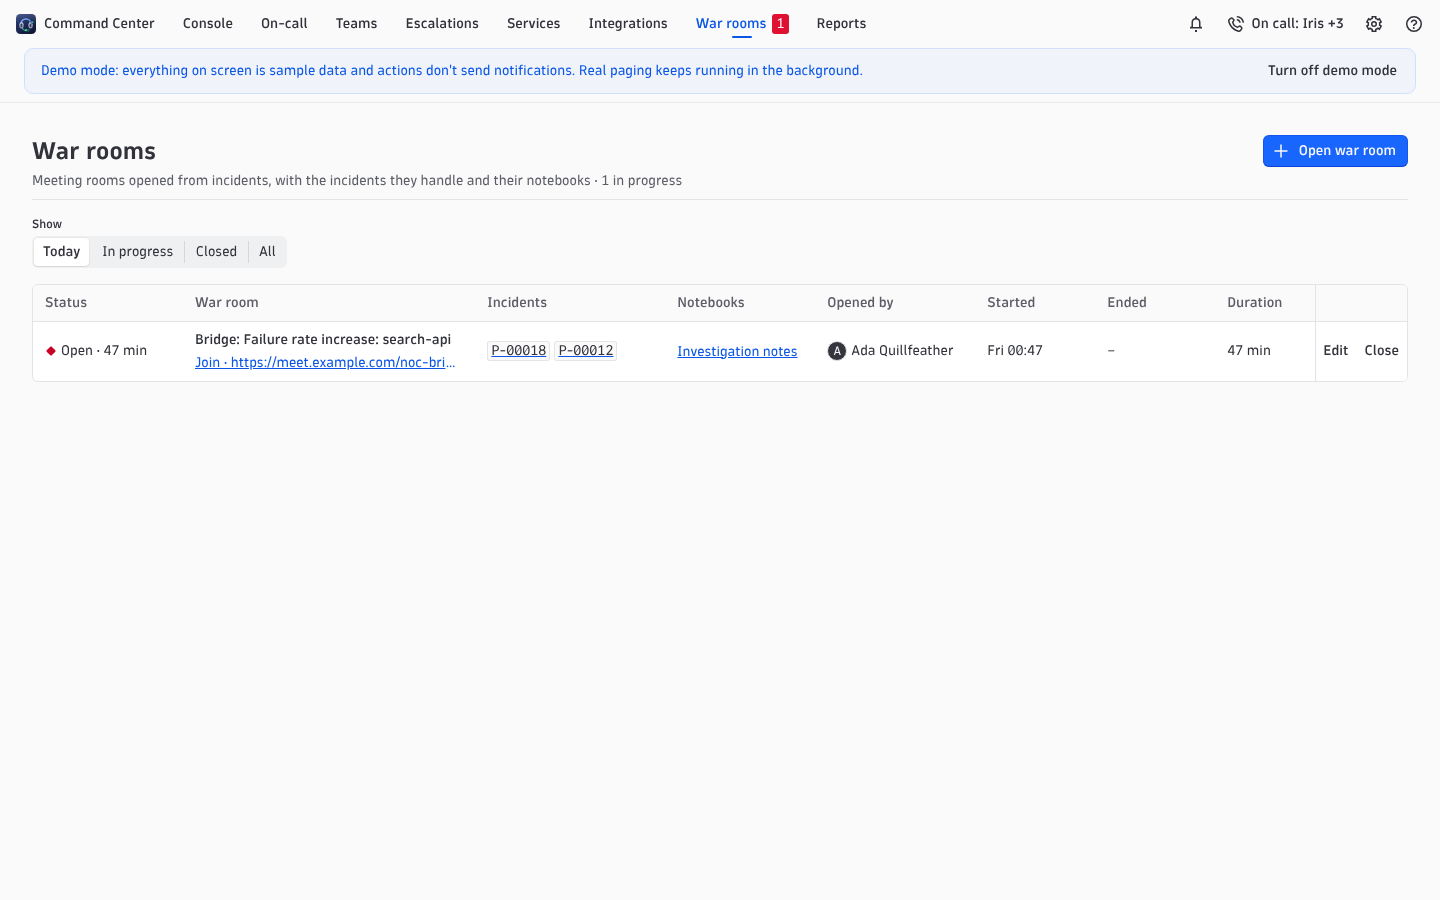 Command Center Console On-call Teams Escalations Services Integrations War rooms 1 Reports On call: Iris +3
Demo mode: everything on screen is sample data and actions don't send notifications. Real paging keeps running in the background. Turn off demo mode
War rooms
Open war room
Meeting rooms opened from incidents, with the incidents they handle and their notebooks · 1 in progress
Show
Today In progress Closed All
Status War room Incidents Notebooks Opened by Started Ended Duration
Open · 47 min Bridge: Failure rate increase: search-api P-00018 P-00012 Investigation notes A Ada Quillfeather Fri 00:47 – 47 min Edit Close
Join · https://meet.example.com/noc-bri...